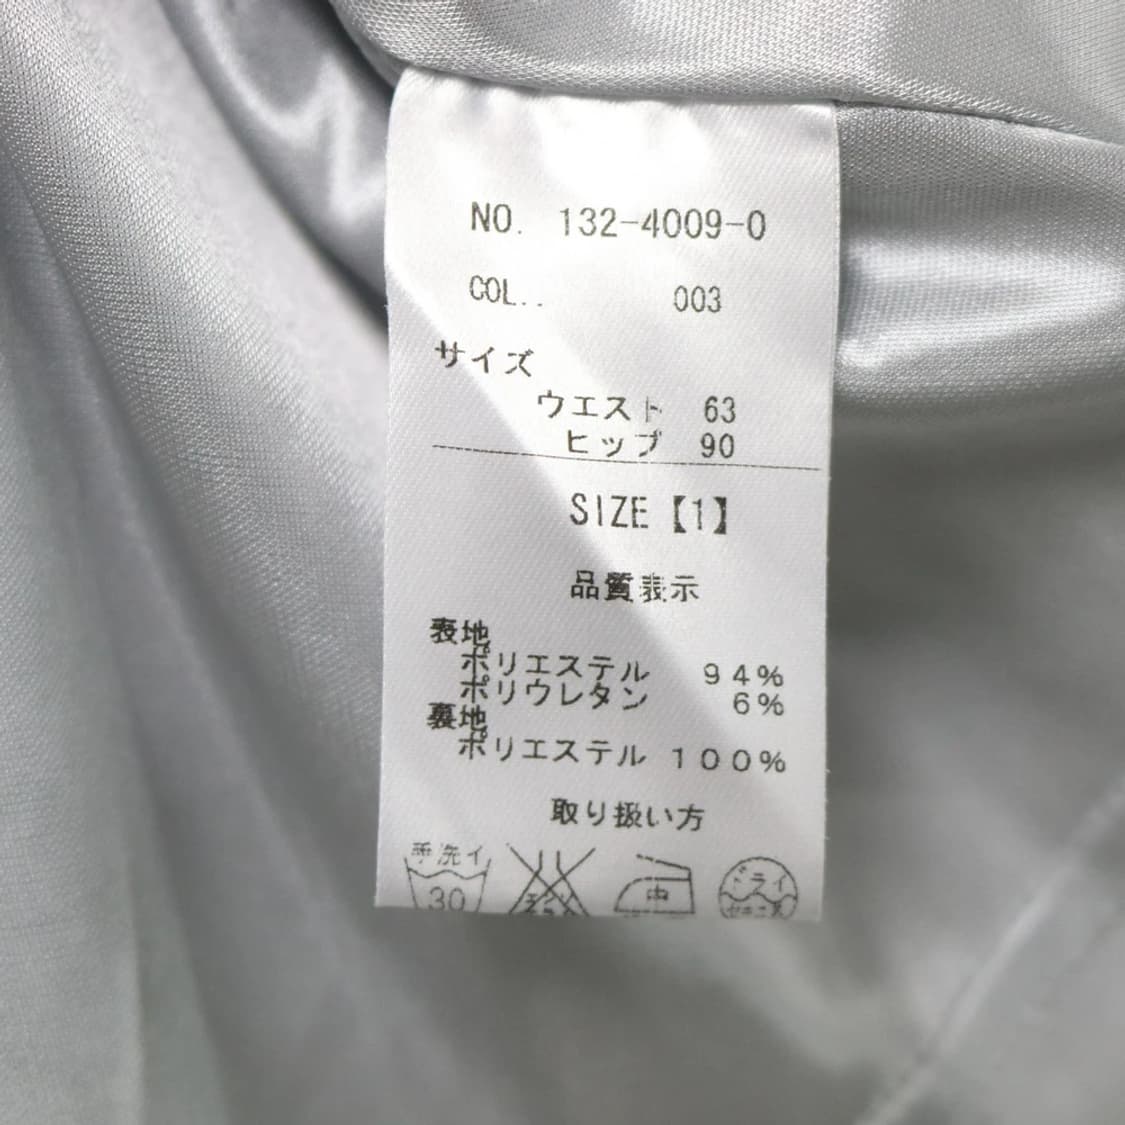 NO. 132-4009-0
COL.. 003
サイズ
ウエスト 63
ヒップ 90
SIZE【1】
品質表示
表地
ポリエステル 94%
ポリウレタン 6%
裏地
ポリエステル 100%
取り扱い方
手洗イ 30 中 ドライ